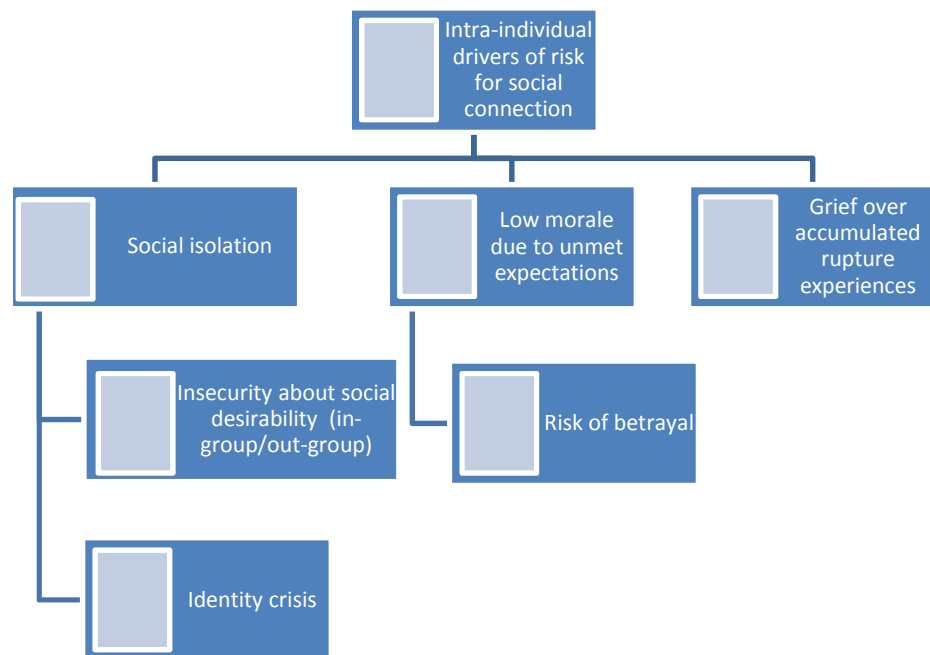 Intra-individual
drivers of risk
for social
connection
Social isolation
Low morale
due to unmet
expectations
Grief over
accumulated
rupture
experiences
Insecurity about social
desirability  (in-
group/out-group)
Risk of betrayal
Identity crisis